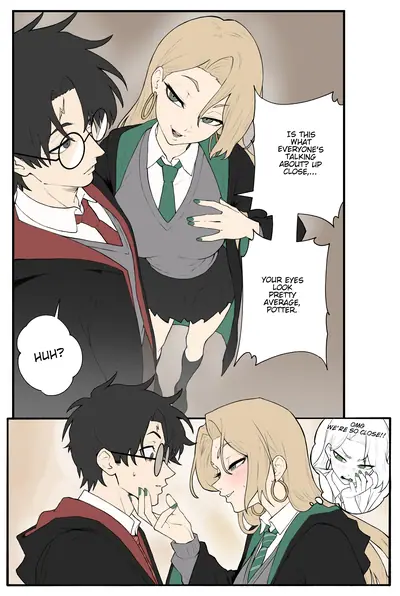 IS THIS
WHAT
EVERYONE'S
TALKING
ABOUT? UP
CLOSE,...
YOUR EYES
LOOK
PRETTY
AVERAGE,
POTTER.
HUH?
OMG
WE'RE SO CLOSE!!